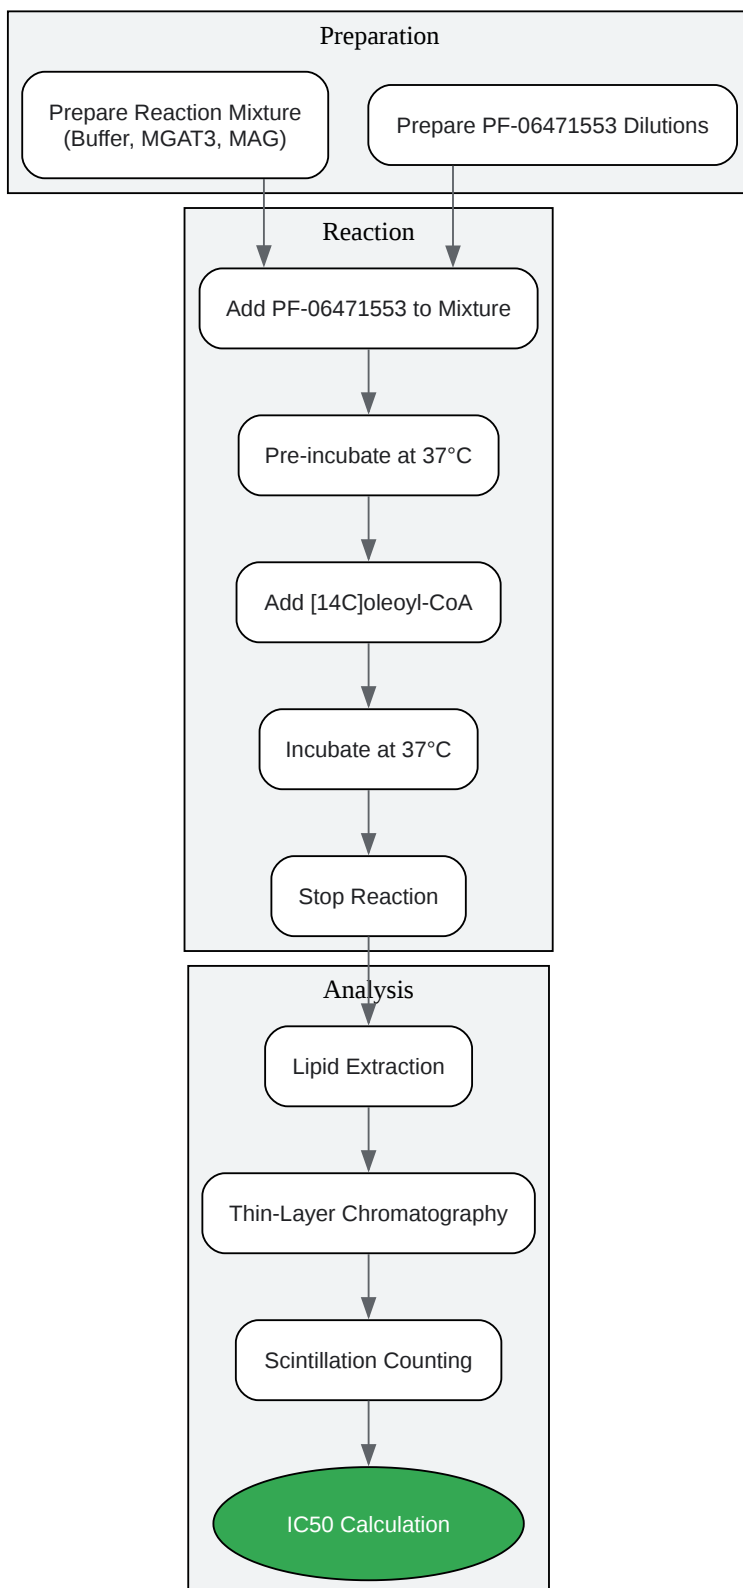 Preparation
Prepare Reaction Mixture
(Buffer, MGAT3, MAG)
Prepare PF-06471553 Dilutions
Reaction
Add PF-06471553 to Mixture
Pre-incubate at 37°C
Add [14C]oleoyl-CoA
Incubate at 37°C
Stop Reaction
Analysis
Lipid Extraction
Thin-Layer Chromatography
Scintillation Counting
IC50 Calculation